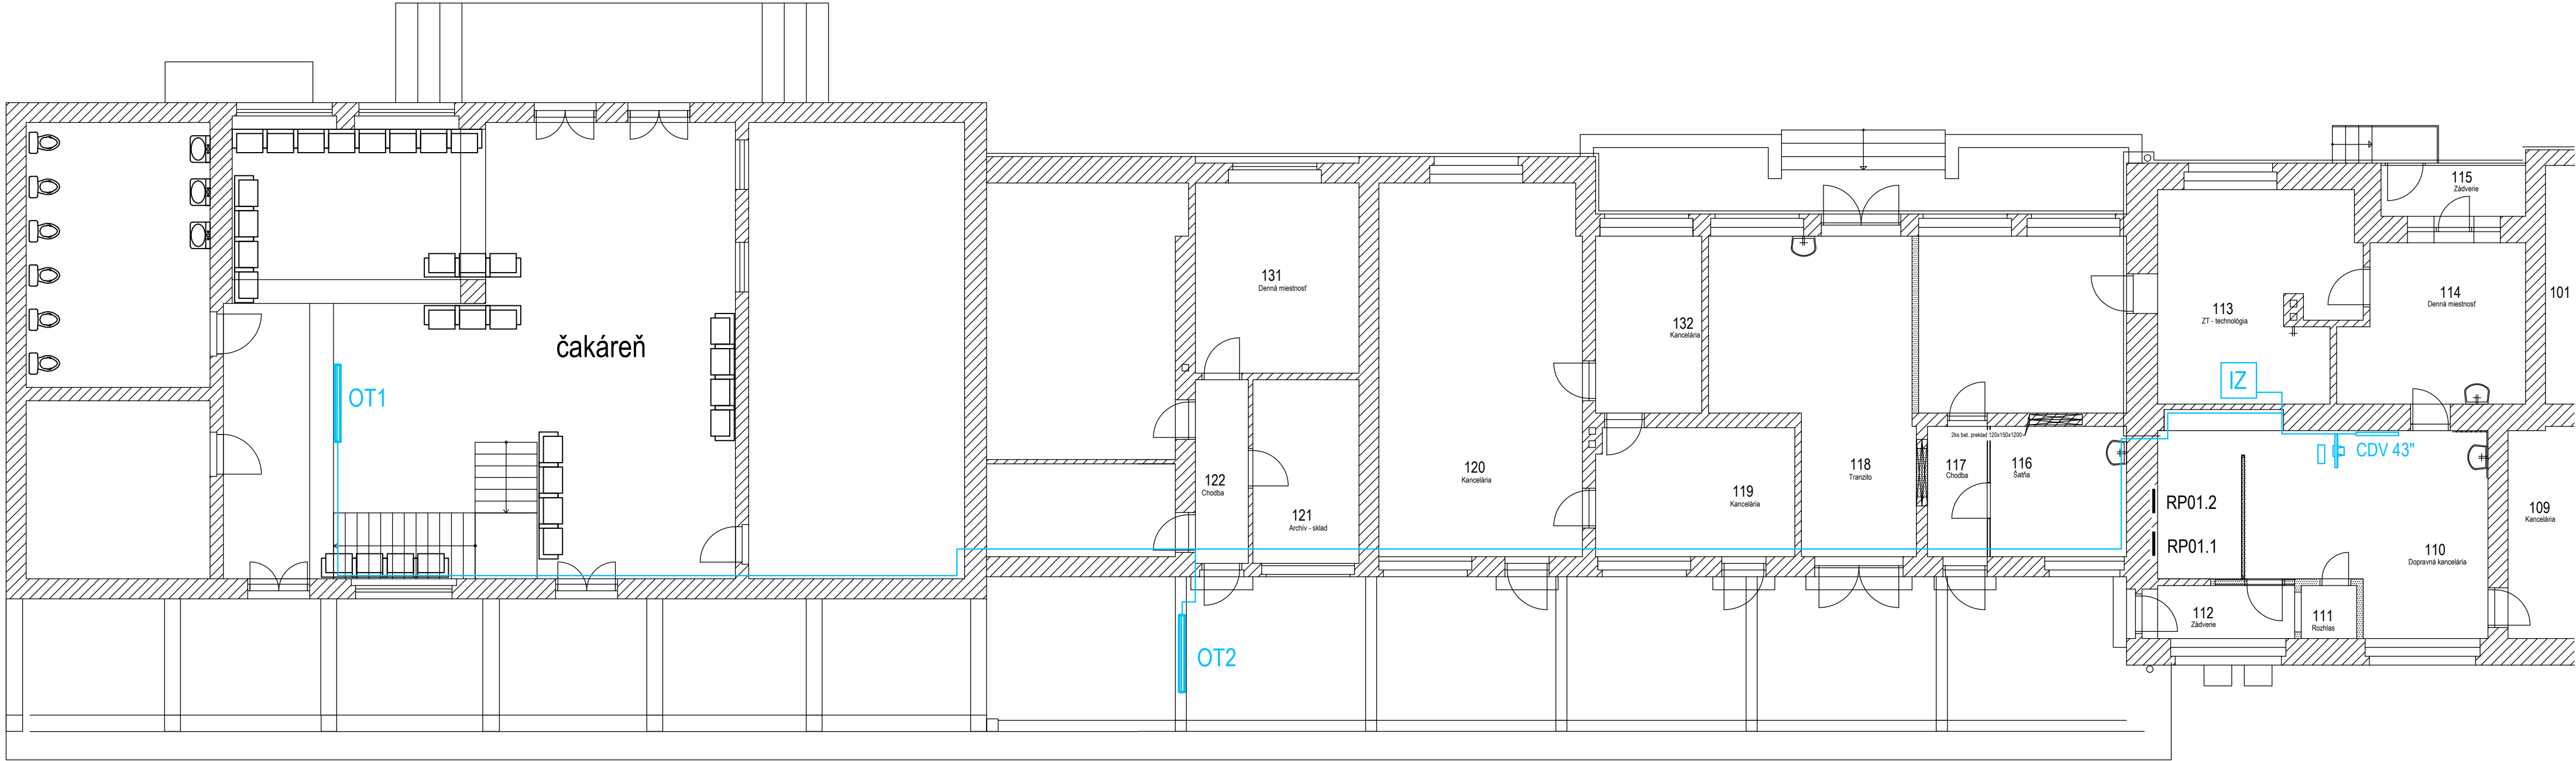 115
Zádverie
131
Denná miestnosť
113
ZT - technológia
114
Denná miestnosť
101
132
Kancelária
čakáreň
OT1
IZ
CDV 43"
2ks bet. preklad 120x150x1200
122
Chodba
121
Archív - sklad
120
Kancelária
119
Kancelária
118
Tranzito
117
Chodba
116
Šatňa
RP01.2
RP01.1
109
Kancelária
110
Dopravná kancelária
112
Zádverie
111
Rozhlas
OT2